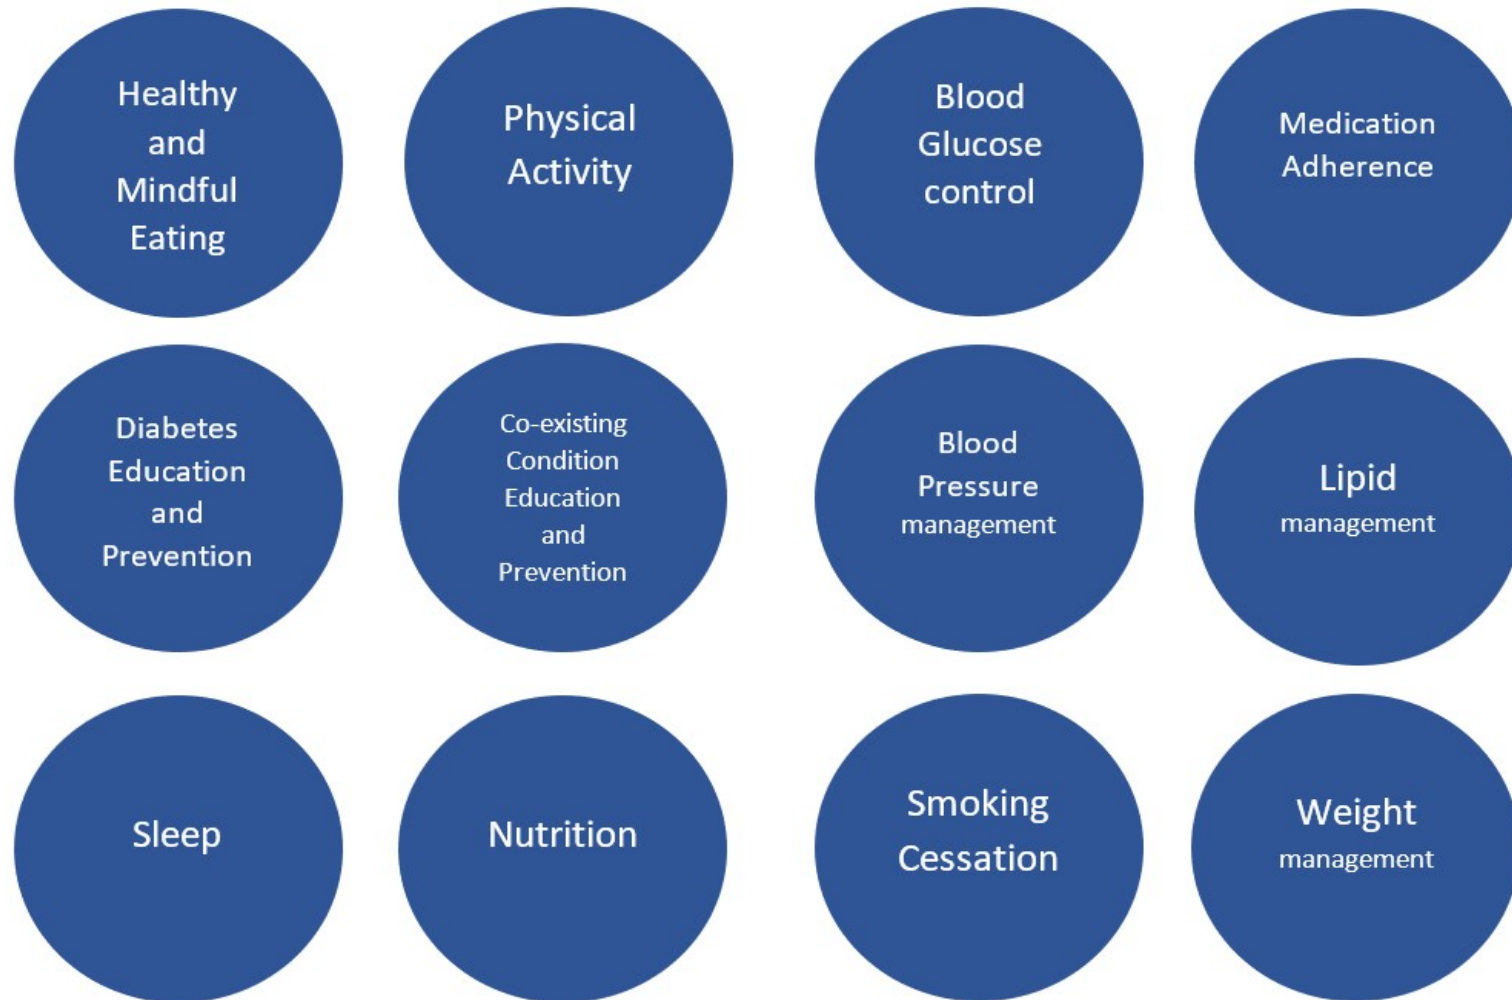 Healthy
and
Mindful
Eating
Physical
Activity
Blood
Glucose
control
Medication
Adherence
Diabetes
Education
and
Prevention
Co-existing
Condition
Education
and
Prevention
Blood
Pressure
management
Lipid
management
Sleep
Nutrition
Smoking
Cessation
Weight
management